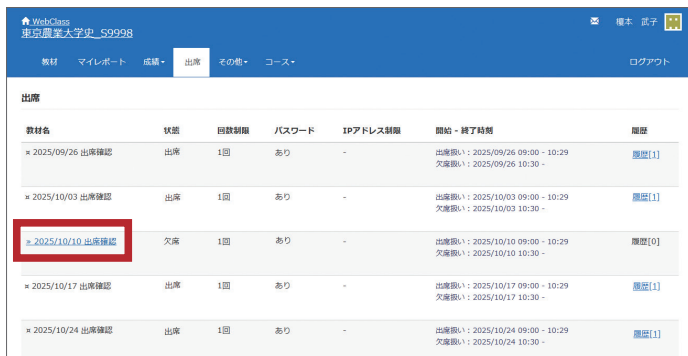 WebClass
東京農業大学史_S9998
榎本 武子
教材 マイレポート 成績 出席 その他 コース ログアウト
出席
教材名 状態 回数制限 パスワード IPアドレス制限 開始 - 終了時刻 履歴
» 2025/09/26 出席確認 出席 1回 あり - 出席扱い : 2025/09/26 09:00 - 10:29 履歴[1]
欠席扱い : 2025/09/26 10:30 -
» 2025/10/03 出席確認 出席 1回 あり - 出席扱い : 2025/10/03 09:00 - 10:29 履歴[1]
欠席扱い : 2025/10/03 10:30 -
» 2025/10/10 出席確認 欠席 1回 あり - 出席扱い : 2025/10/10 09:00 - 10:29 履歴[0]
欠席扱い : 2025/10/10 10:30 -
» 2025/10/17 出席確認 出席 1回 あり - 出席扱い : 2025/10/17 09:00 - 10:29 履歴[1]
欠席扱い : 2025/10/17 10:30 -
» 2025/10/24 出席確認 出席 1回 あり - 出席扱い : 2025/10/24 09:00 - 10:29 履歴[1]
欠席扱い : 2025/10/24 10:30 -